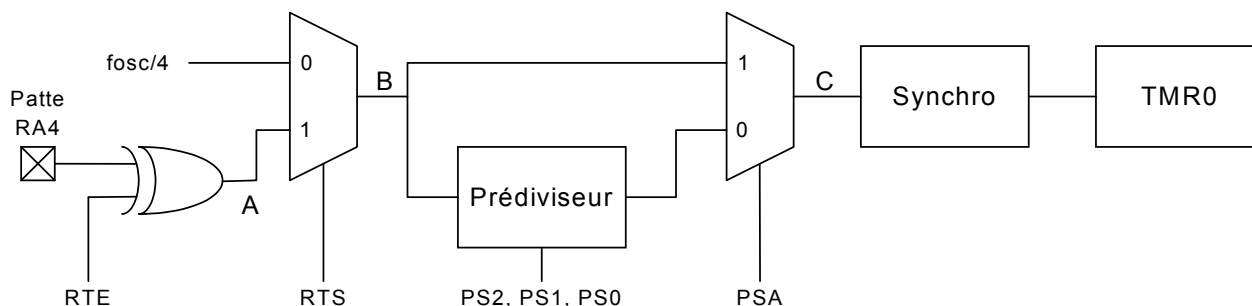 fosc/4
Patte
RA4
RTE
A
0
1
RTS
B
Prédiviseur
PS2, PS1, PS0
1
0
PSA
C
Synchro
TMR0